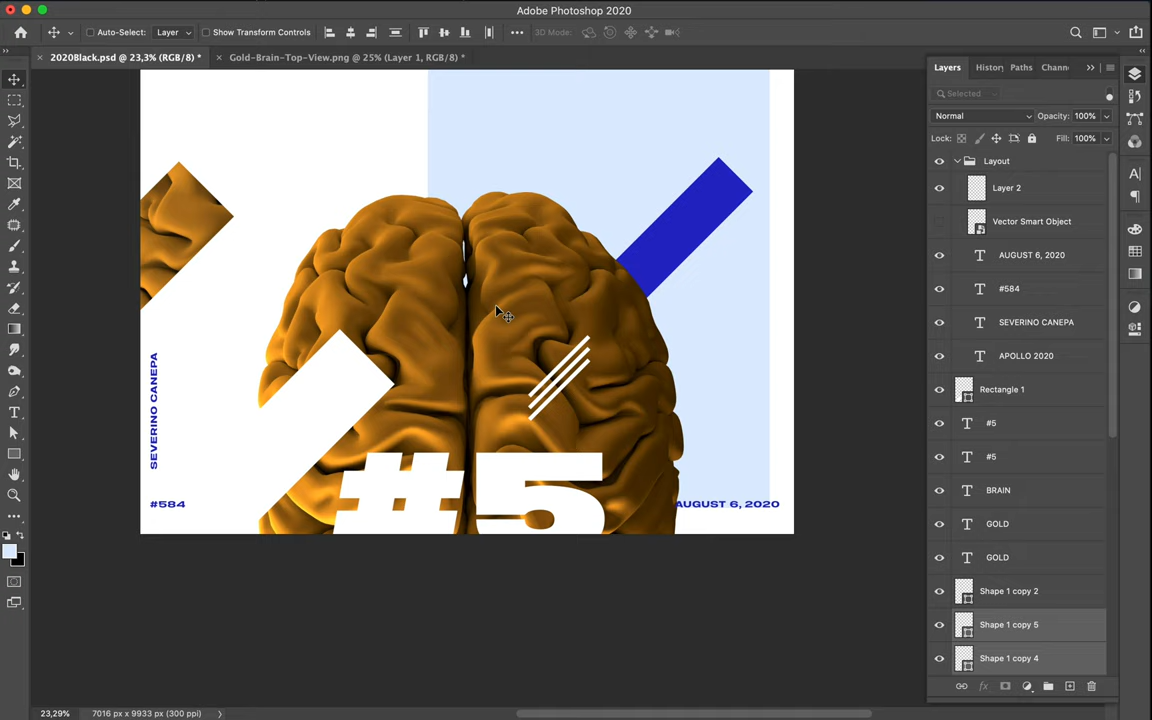 Adobe Photoshop 2020
Auto-Select: Layer Show Transform Controls 3D Mode:
2020Black.psd @ 23,3% (RGB/8) * Gold-Brain-Top-View.png @ 25% (Layer 1, RGB/8) *
SEVERINO CANEPA
#5
#584 AUGUST 6, 2020
Layers Histor Paths Chann
Selected
Normal Opacity: 100%
Lock: Fill: 100%
Layout
Layer 2
Vector Smart Object
T AUGUST 6, 2020
T #584
T SEVERINO CANEPA
T APOLLO 2020
Rectangle 1
T #5
T #5
T BRAIN
T GOLD
T GOLD
Shape 1 copy 2
Shape 1 copy 5
Shape 1 copy 4
fx
23,29% 7016 px x 9933 px (300 ppi)